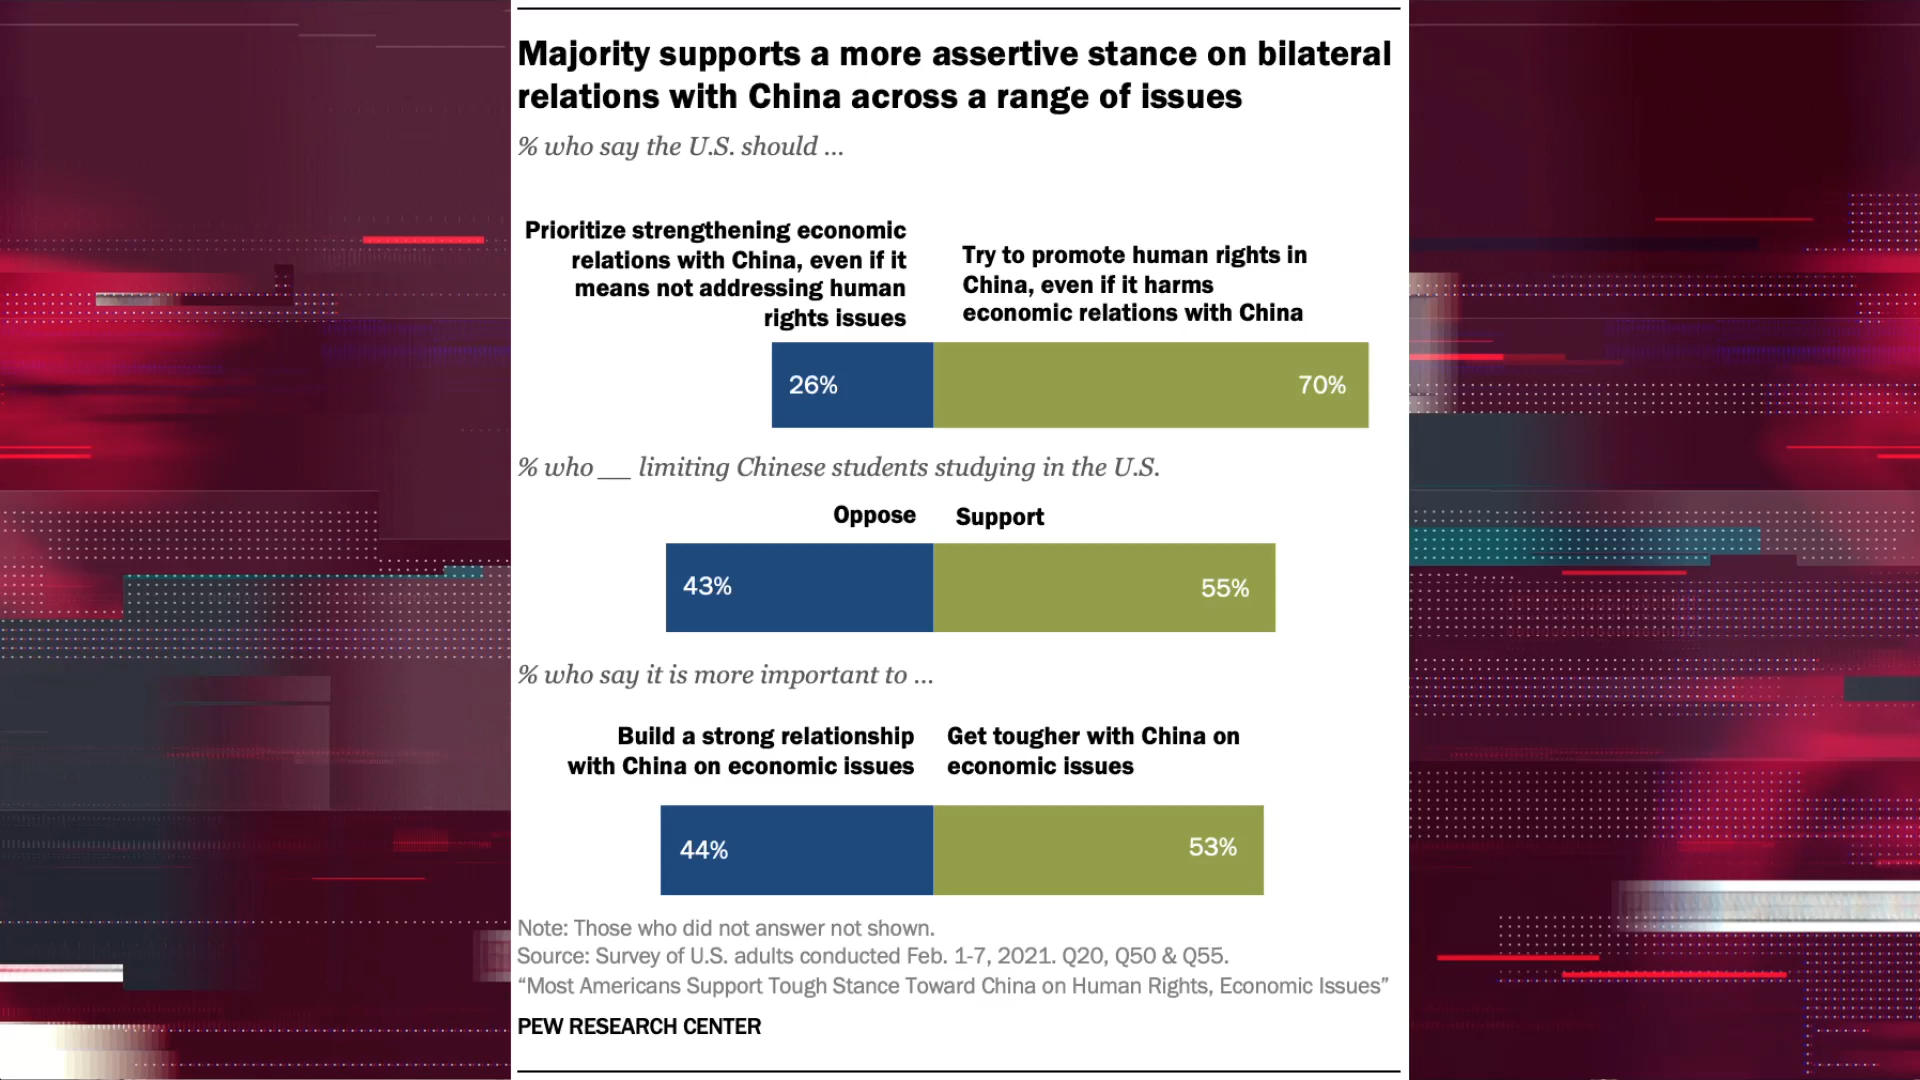 Majority supports a more assertive stance on bilateral
relations with China across a range of issues
% who say the U.S. should ...
Prioritize strengthening economic
relations with China, even if it
means not addressing human
rights issues
Try to promote human rights in
China, even if it harms
economic relations with China
26%
70%
% who __ limiting Chinese students studying in the U.S.
Oppose
Support
43%
55%
% who say it is more important to ...
Build a strong relationship
with China on economic issues
Get tougher with China on
economic issues
44%
53%
Note: Those who did not answer not shown.
Source: Survey of U.S. adults conducted Feb. 1-7, 2021. Q20, Q50 & Q55.
“Most Americans Support Tough Stance Toward China on Human Rights, Economic Issues”
PEW RESEARCH CENTER